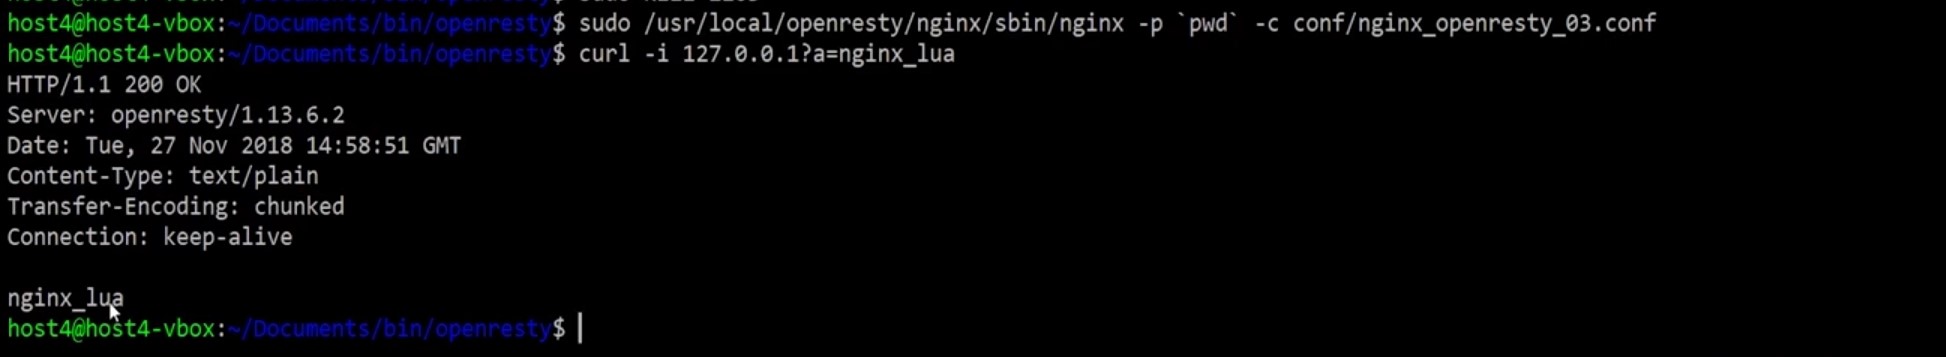 host4@host4-vbox:~/Documents/bin/openresty$ sudo /usr/local/openresty/nginx/sbin/nginx -p `pwd` -c conf/nginx_openresty_03.conf
host4@host4-vbox:~/Documents/bin/openresty$ curl -i 127.0.0.1?a=nginx_lua
HTTP/1.1 200 OK
Server: openresty/1.13.6.2
Date: Tue, 27 Nov 2018 14:58:51 GMT
Content-Type: text/plain
Transfer-Encoding: chunked
Connection: keep-alive

nginx_lua
host4@host4-vbox:~/Documents/bin/openresty$